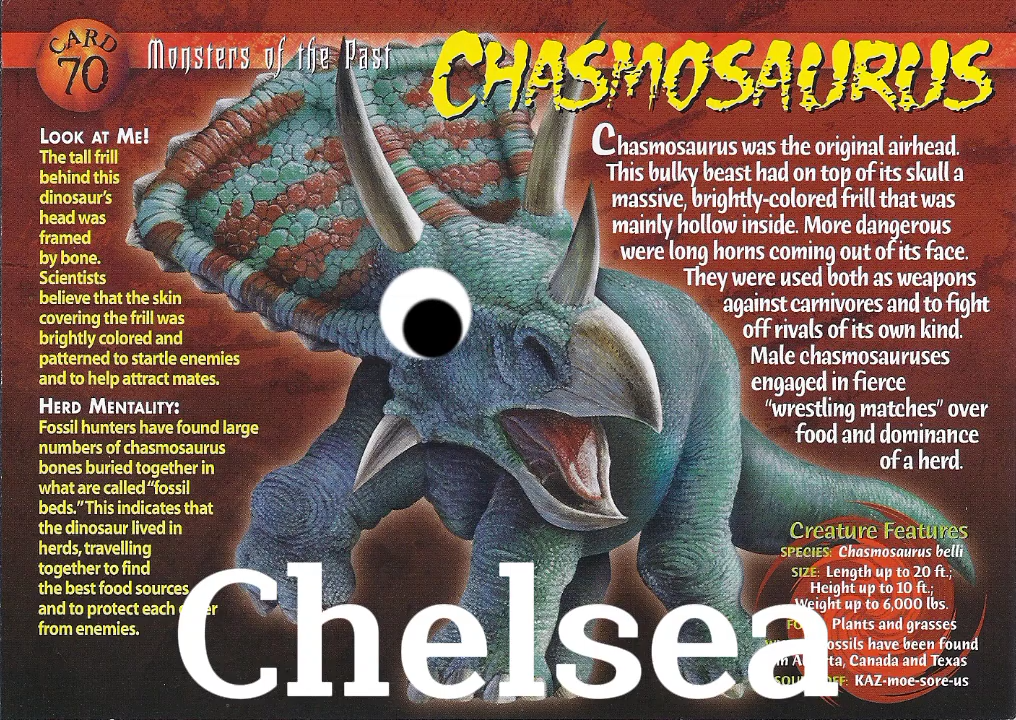 CARD
70
Monsters of the Past
CHASMOSAURUS
LOOK AT ME!
The tall frill
behind this
dinosaur's
head was
framed
by bone.
Scientists
believe that the skin
covering the frill was
brightly colored and
patterned to startle enemies
and to help attract mates.
HERD MENTALITY:
Fossil hunters have found large
numbers of chasmosaurus
bones buried together in
what are called "fossil
beds." This indicates that
the dinosaur lived in
herds, travelling
together to find
the best food sources
and to protect each
from enemies.
Chasmosaurus was the original airhead.
This bulky beast had on top of its skull a
massive, brightly-colored frill that was
mainly hollow inside. More dangerous
were long horns coming out of its face.
They were used both as weapons
against carnivores and to fight
off rivals of its own kind.
Male chasmosauruses
engaged in fierce
"wrestling matches" over
food and dominance
of a herd.
Creature Features
SPECIES: Chasmosaurus belli
SIZE: Length up to 20 ft.;
Height up to 10 ft.;
Weight up to 6,000 lbs.
Plants and grasses
have been found
Canada and Texas
KAZ-moe-sore-us
Chelsea